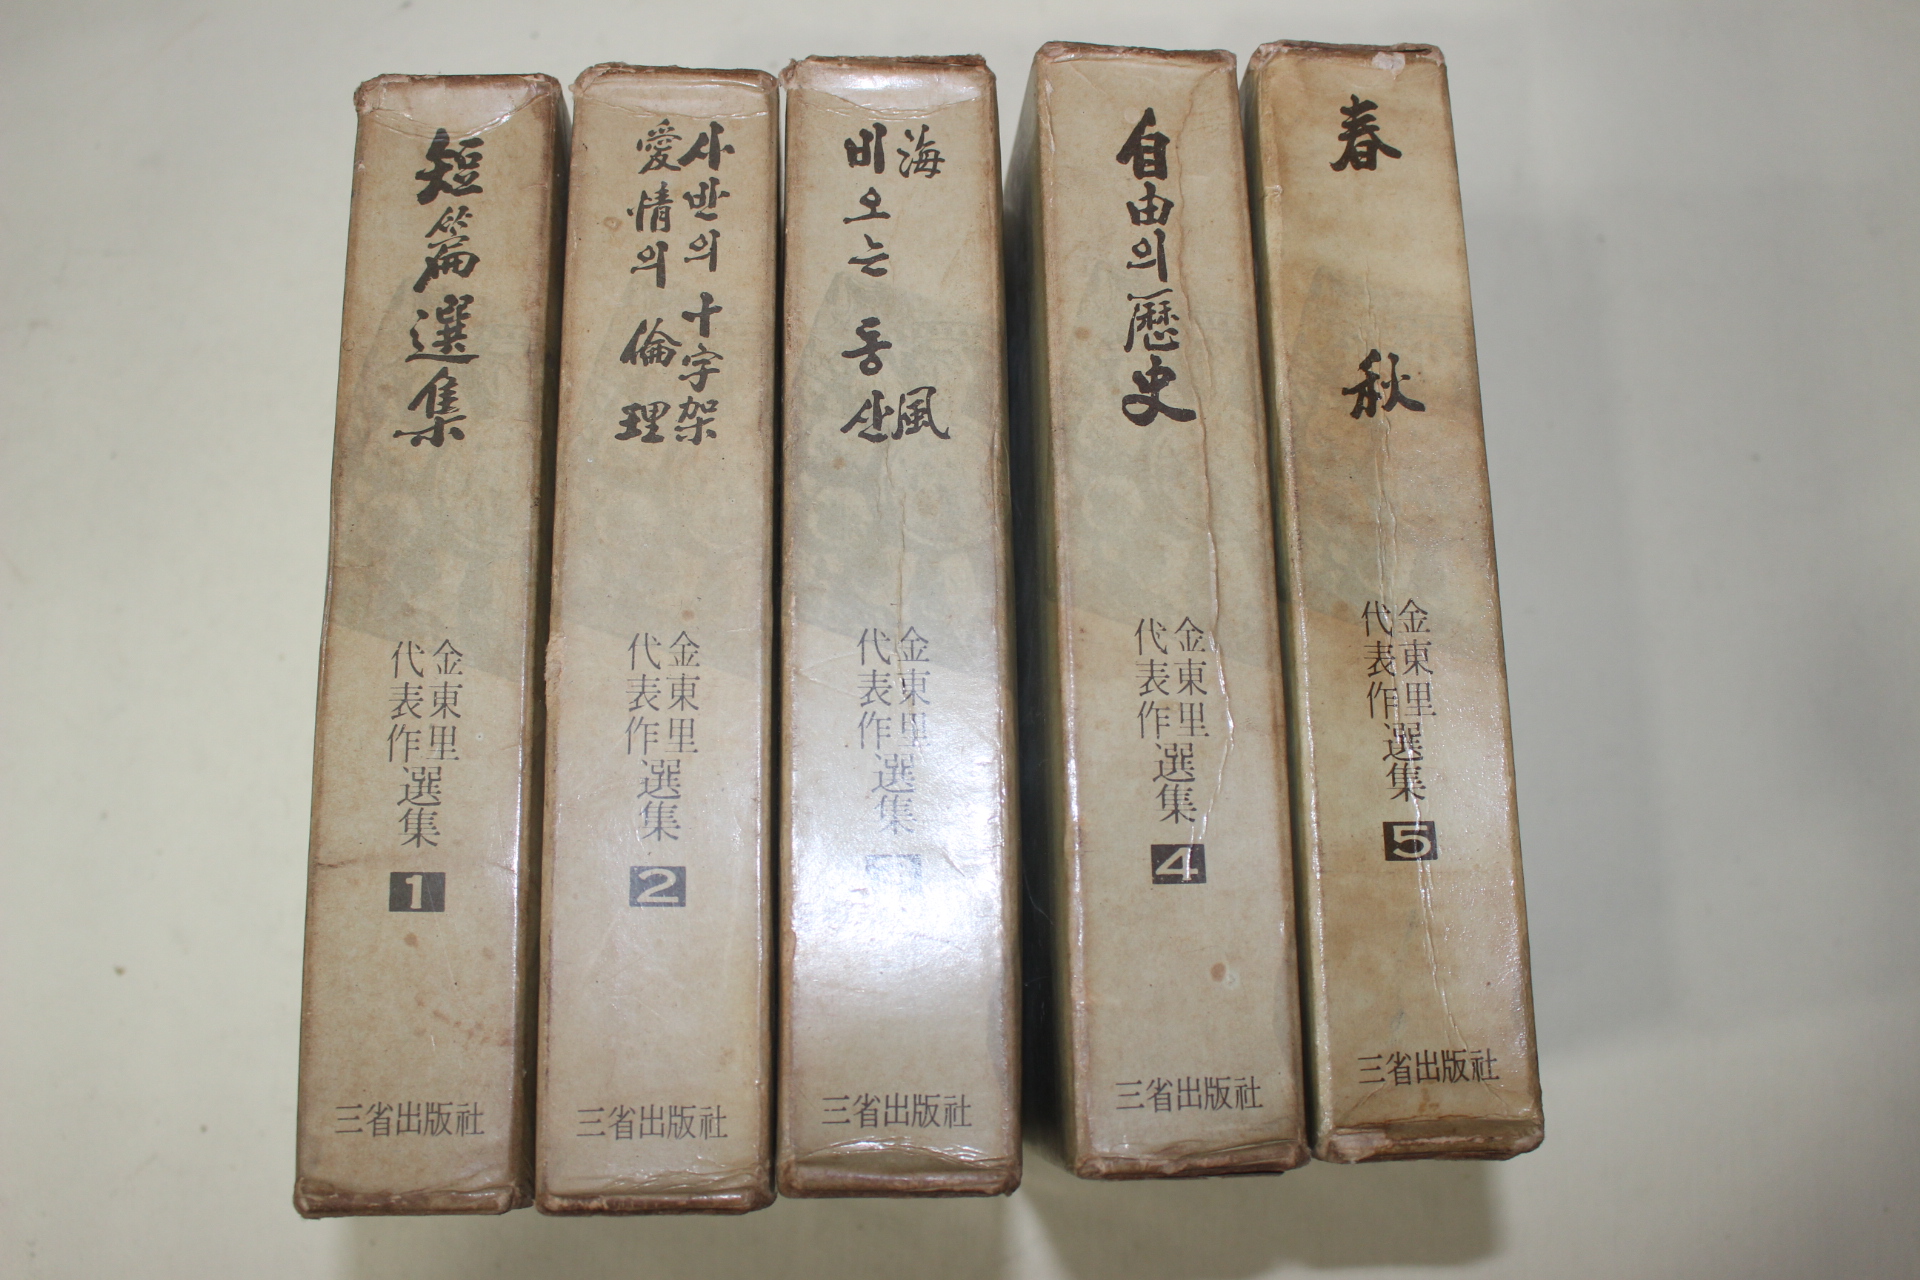 短篇選集
金東里
代表作
選集
1
三省出版社
사반의 十字架
愛情의 倫理
金東里
代表作
選集
2
三省出版社
海風
비오는 동산
金東里
代表作
選集
三省出版社
自由의 歷史
金東里
代表作
選集
4
三省出版社
春秋
金東里
代表作
選集
5
三省出版社